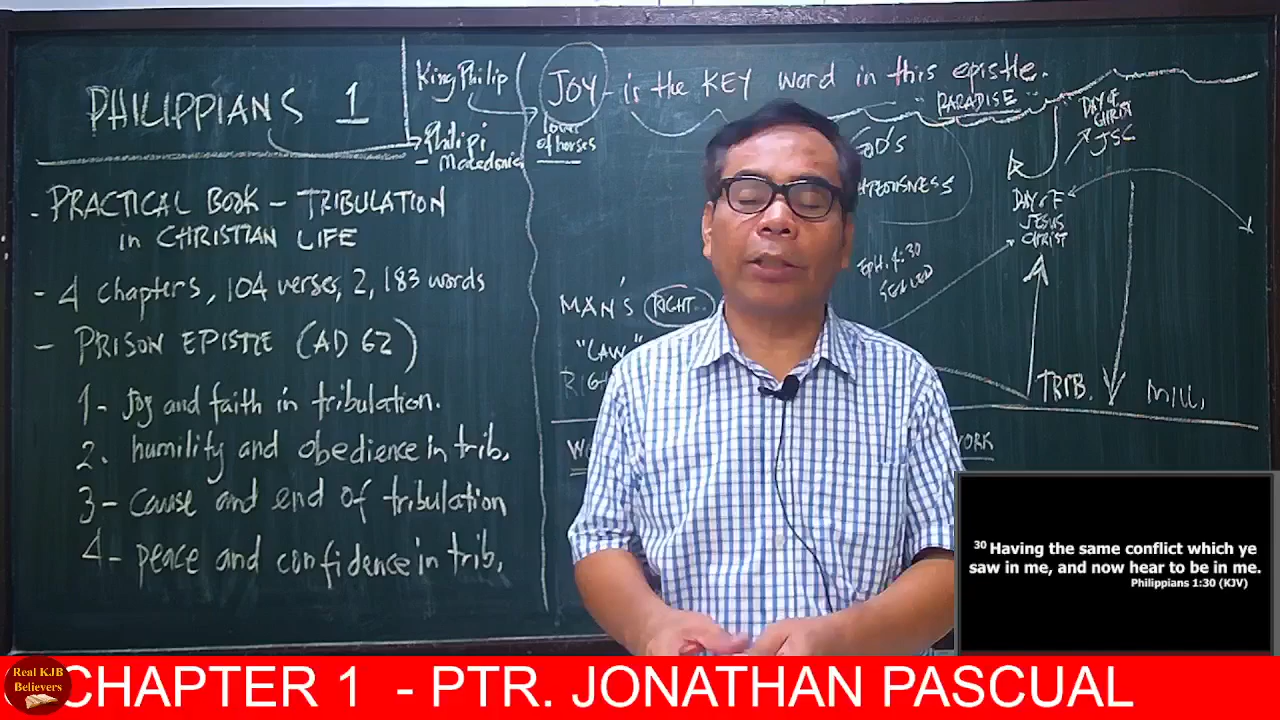 PHILIPPIANS 1
King Philip
lover
of horses
Philipi
- Macedonia
- PRACTICAL BOOK - TRIBULATION
in CHRISTIAN LIFE
- 4 chapters, 104 verses, 2,183 words
- PRISON EPISTLE (AD 62)
1- joy and faith in tribulation.
2. humility and obedience in trib.
3- cause and end of tribulation
4- peace and confidence in trib.
JOY - is the KEY word in this epistle.
PARADISE
DAY of
CHRIST
JSC
DAY of
JESUS
CHRIST
EPH. 4:30
SEALED
MAN'S RIGHT..
"LAW
TRIB.
MILL.
30 Having the same conflict which ye
saw in me, and now hear to be in me.
Philippians 1:30 (KJV)
Real KJB
Believers
CHAPTER 1 - PTR. JONATHAN PASCUAL